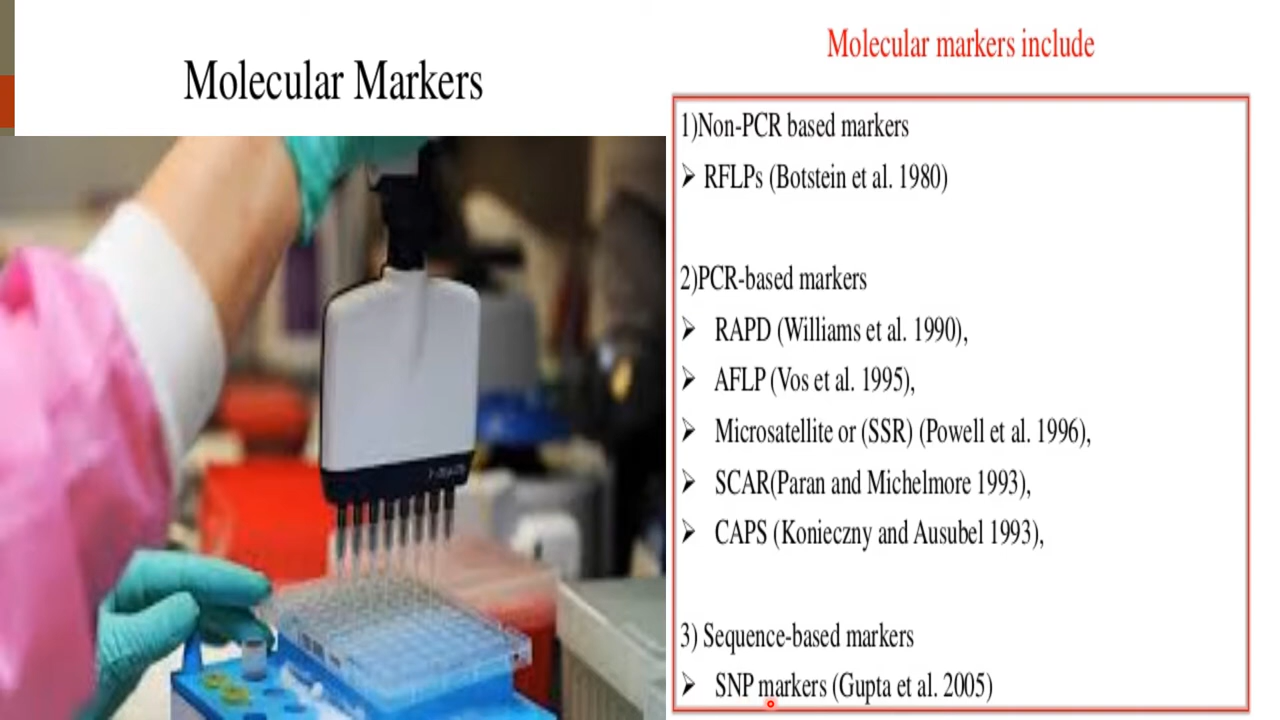 Molecular Markers
Molecular markers include
1)Non-PCR based markers
➢ RFLPs (Botstein et al. 1980)
2)PCR-based markers
➢ RAPD (Williams et al. 1990),
➢ AFLP (Vos et al. 1995),
➢ Microsatellite or (SSR) (Powell et al. 1996),
➢ SCAR(Paran and Michelmore 1993),
➢ CAPS (Konieczny and Ausubel 1993),
3) Sequence-based markers
➢ SNP markers (Gupta et al. 2005)